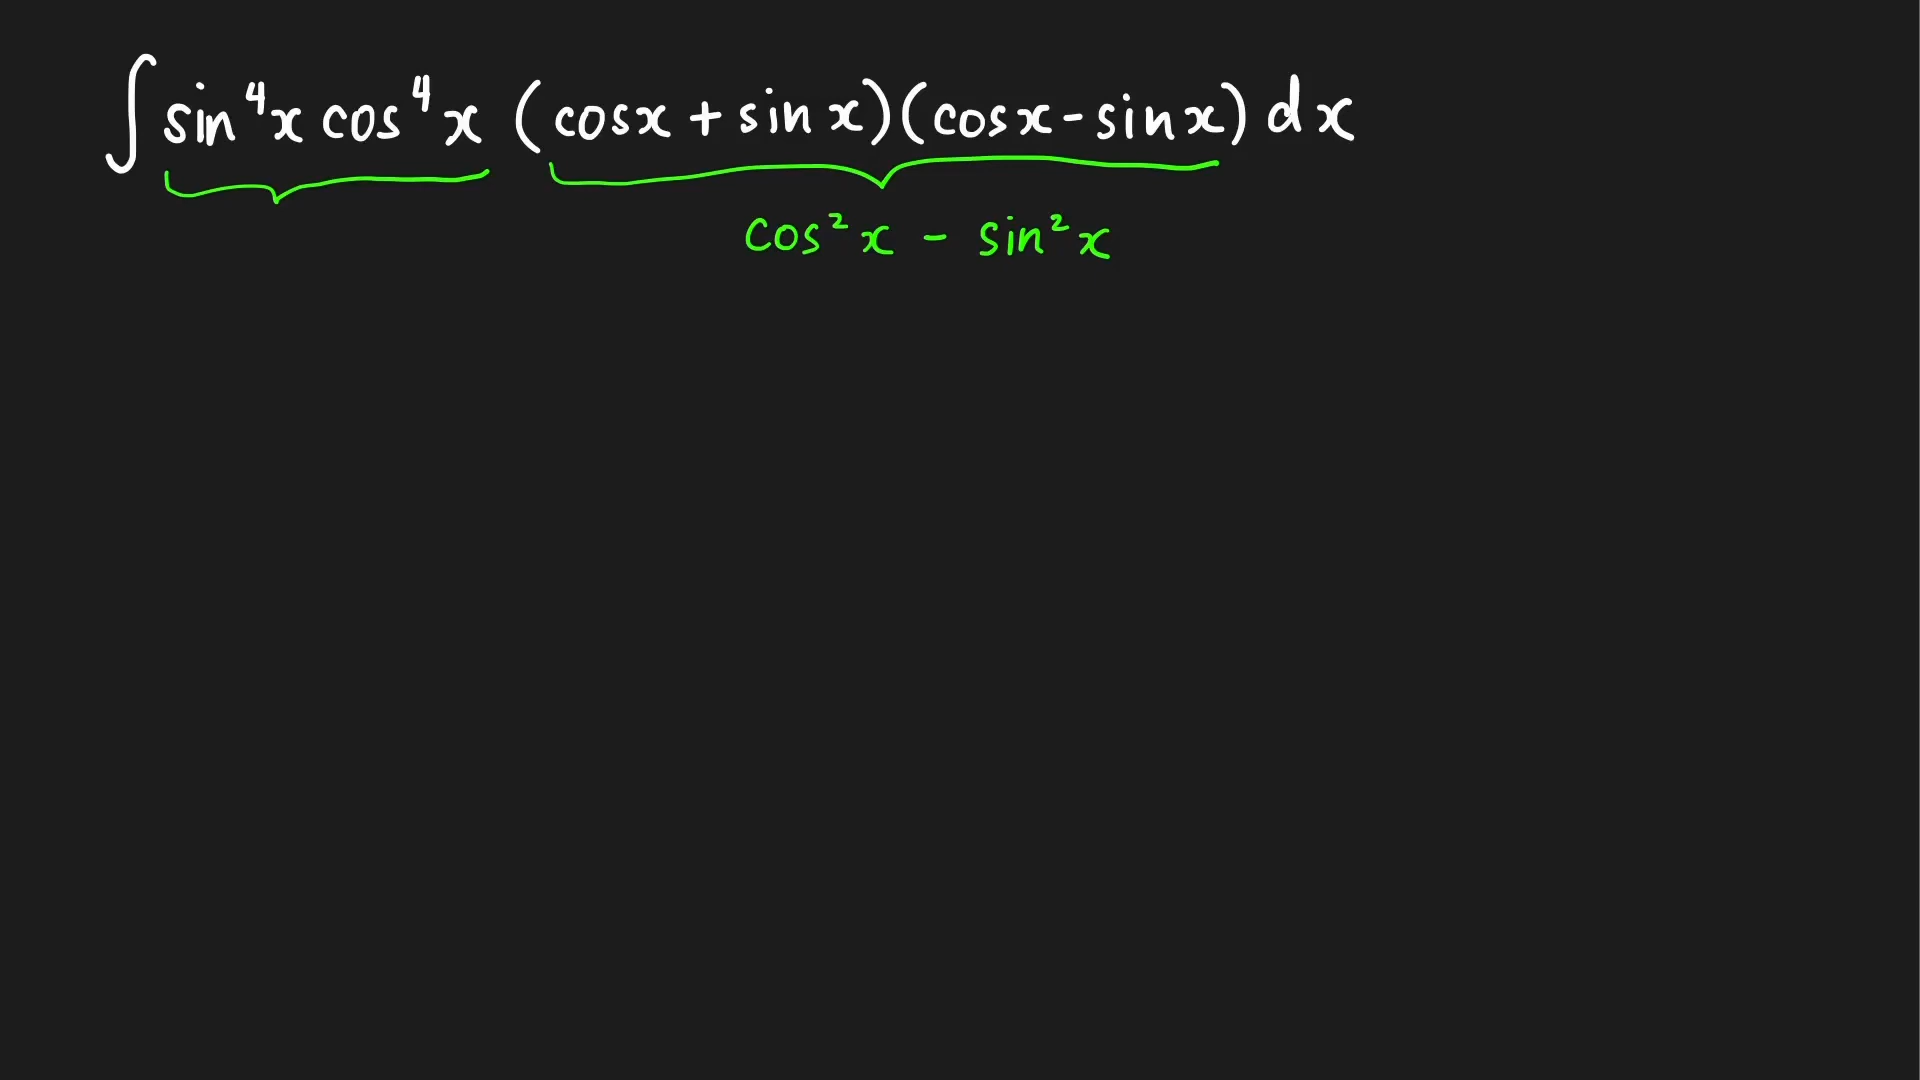 ∫ sin⁴x cos⁴x (cosx + sinx)(cosx - sinx) dx
cos²x - sin²x